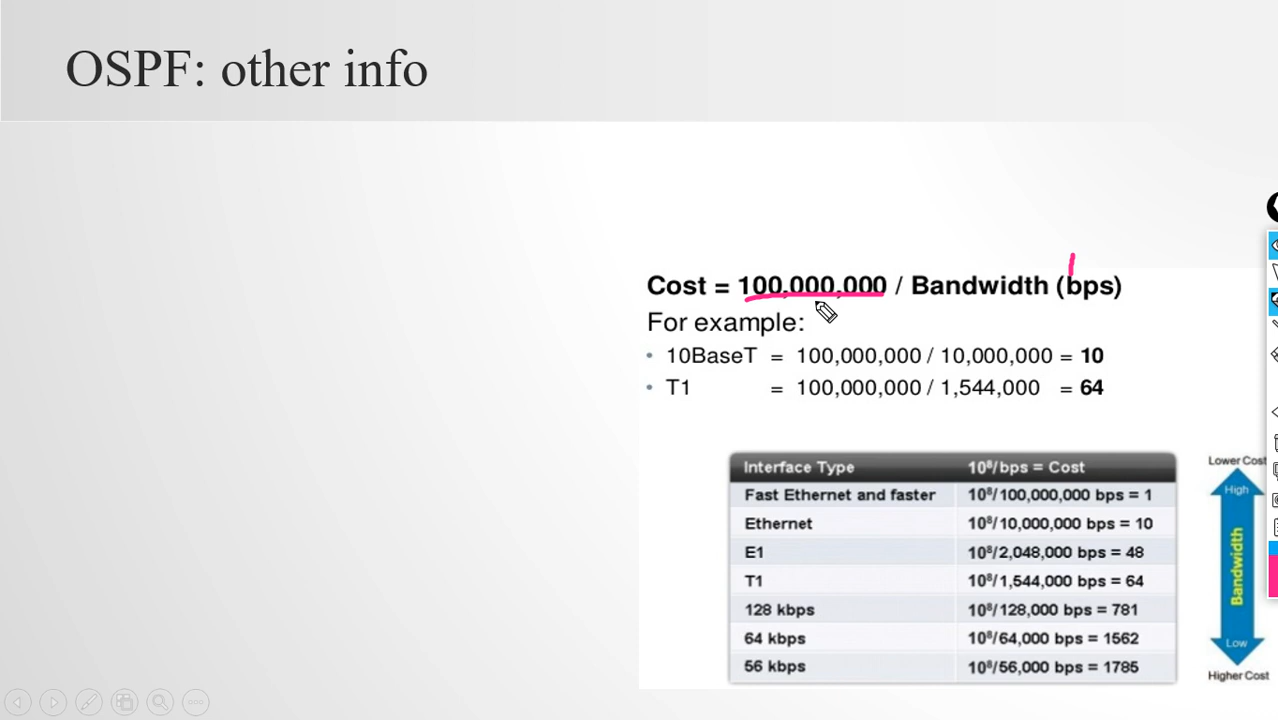 OSPF: other info
Cost = 100,000,000 / Bandwidth (bps)
For example:
• 10BaseT = 100,000,000 / 10,000,000 = 10
• T1 = 100,000,000 / 1,544,000 = 64
Interface Type 10⁸/bps = Cost
Fast Ethernet and faster 10⁸/100,000,000 bps = 1
Ethernet 10⁸/10,000,000 bps = 10
E1 10⁸/2,048,000 bps = 48
T1 10⁸/1,544,000 bps = 64
128 kbps 10⁸/128,000 bps = 781
64 kbps 10⁸/64,000 bps = 1562
56 kbps 10⁸/56,000 bps = 1785
Lower Cost
High
Bandwidth
Low
Higher Cost